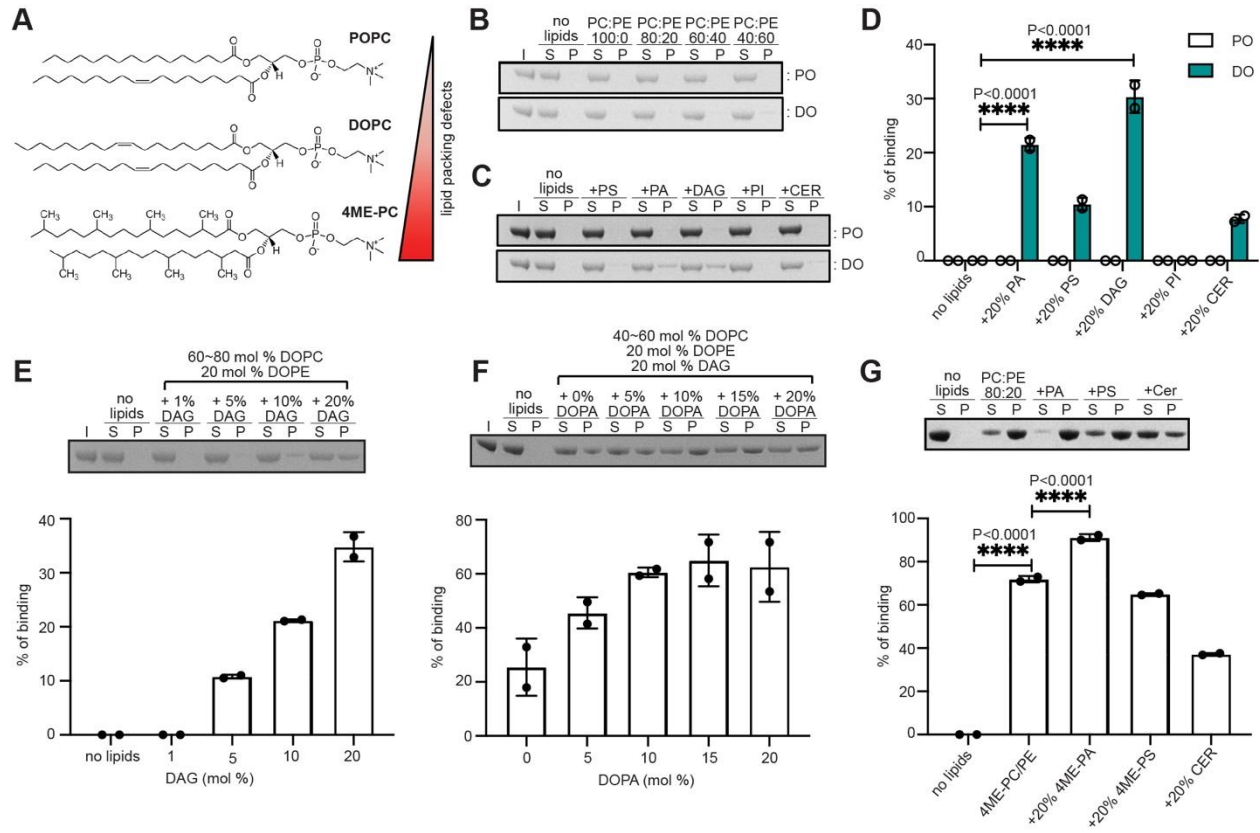 A
POPC
DOPC
4ME-PC
lipid packing defects
B
no lipids
PC:PE 100:0
PC:PE 80:20
PC:PE 60:40
PC:PE 40:60
I S P S P S P S P S P
: PO
: DO
C
no lipids
+PS +PA +DAG +PI +CER
I S P S P S P S P S P S P
: PO
: DO
D
P<0.0001
****
P<0.0001
****
PO
DO
% of binding
40
30
20
10
0
no lipids
+20% PA
+20% PS
+20% DAG
+20% PI
+20% CER
E
60~80 mol % DOPC
20 mol % DOPE
no lipids
+ 1% DAG
+ 5% DAG
+ 10% DAG
+ 20% DAG
I S P S P S P S P S P
% of binding
40
30
20
10
0
no lipids 1 5 10 20
DAG (mol %)
F
40~60 mol % DOPC
20 mol % DOPE
20 mol % DAG
no lipids
+ 0% DOPA
+ 5% DOPA
+ 10% DOPA
+ 15% DOPA
+ 20% DOPA
I S P S P S P S P S P S P
% of binding
80
60
40
20
0
0 5 10 15 20
DOPA (mol %)
G
no lipids
PC:PE 80:20
+PA +PS +Cer
S P S P S P S P S P
P<0.0001
****
P<0.0001
****
% of binding
100
80
60
40
20
0
no lipids
4ME-PC/PE
+20% 4ME-PA
+20% 4ME-PS
+20% CER